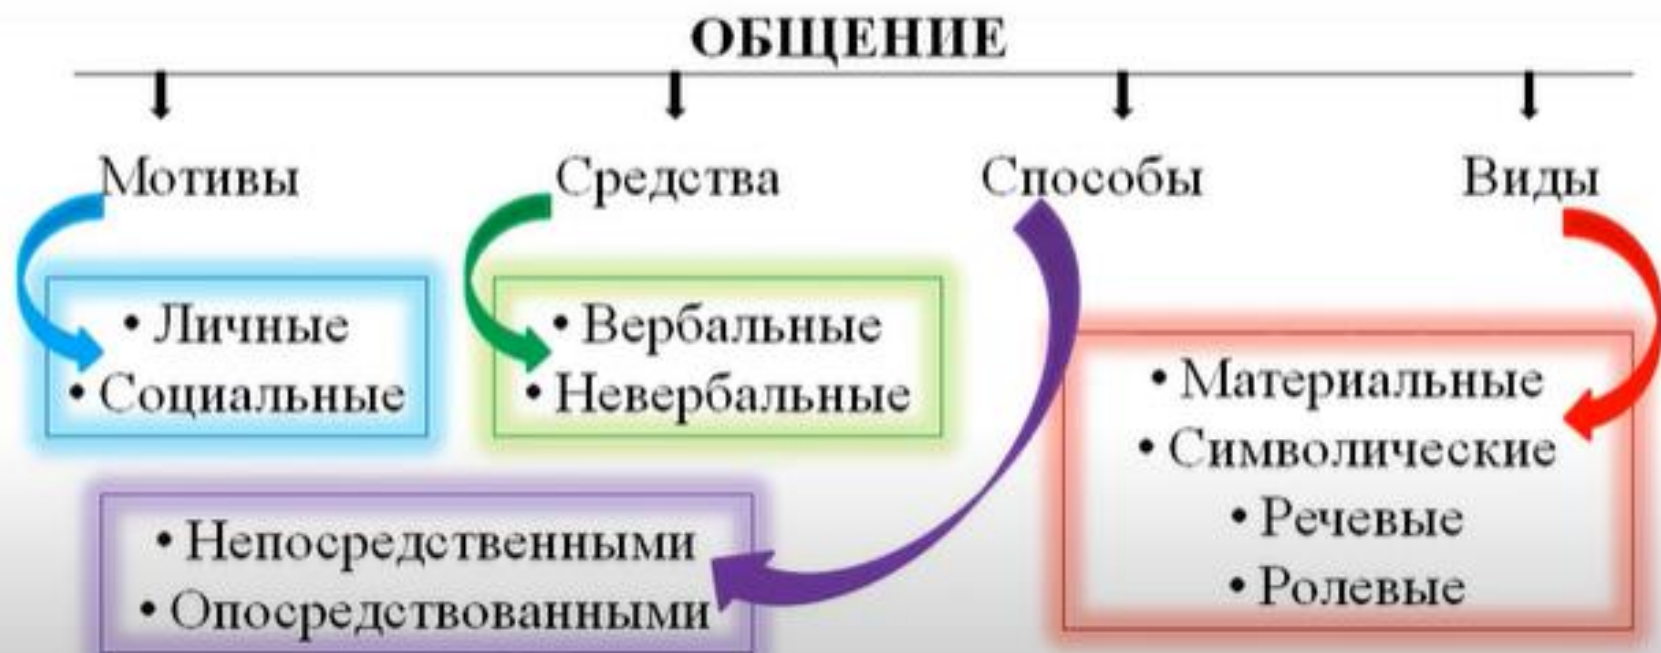 ОБЩЕНИЕ
Мотивы
Средства
Способы
Виды
• Личные
• Социальные
• Вербальные
• Невербальные
• Непосредственными
• Опосредствованными
• Материальные
• Символические
• Речевые
• Ролевые